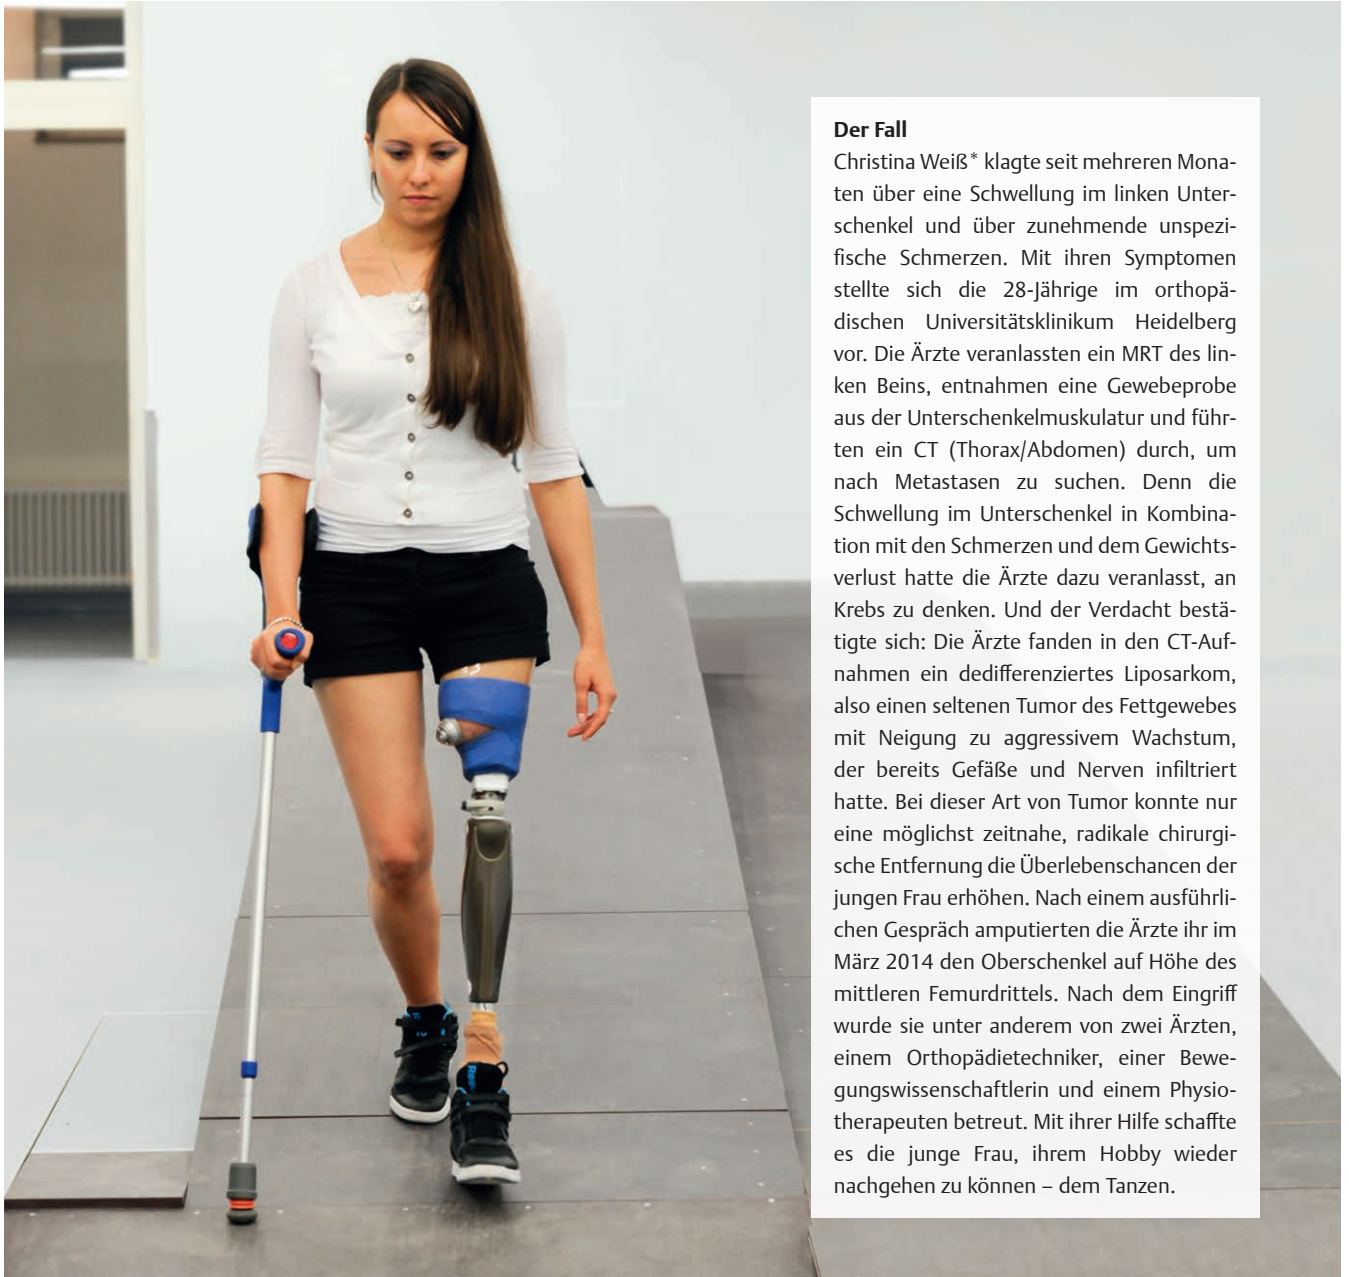 Der Fall
Christina Weiß* klagte seit mehreren Mona-
ten über eine Schwellung im linken Unter-
schenkel und über zunehmende unspezi-
fische Schmerzen. Mit ihren Symptomen
stellte sich die 28-Jährige im orthopä-
dischen Universitätsklinikum Heidelberg
vor. Die Ärzte veranlassten ein MRT des lin-
ken Beins, entnahmen eine Gewebeprobe
aus der Unterschenkelmuskulatur und führ-
ten ein CT (Thorax/Abdomen) durch, um
nach Metastasen zu suchen. Denn die
Schwellung im Unterschenkel in Kombina-
tion mit den Schmerzen und dem Gewichts-
verlust hatte die Ärzte dazu veranlasst, an
Krebs zu denken. Und der Verdacht bestä-
tigte sich: Die Ärzte fanden in den CT-Auf-
nahmen ein dedifferenziertes Liposarkom,
also einen seltenen Tumor des Fettgewebes
mit Neigung zu aggressivem Wachstum,
der bereits Gefäße und Nerven infiltriert
hatte. Bei dieser Art von Tumor konnte nur
eine möglichst zeitnahe, radikale chirurgi-
sche Entfernung die Überlebenschancen der
jungen Frau erhöhen. Nach einem ausführli-
chen Gespräch amputierten die Ärzte ihr im
März 2014 den Oberschenkel auf Höhe des
mittleren Femurdrittels. Nach dem Eingriff
wurde sie unter anderem von zwei Ärzten,
einem Orthopädietechniker, einer Bewe-
gungswissenschaftlerin und einem Physio-
therapeuten betreut. Mit ihrer Hilfe schaffte
es die junge Frau, ihrem Hobby wieder
nachgehen zu können – dem Tanzen.